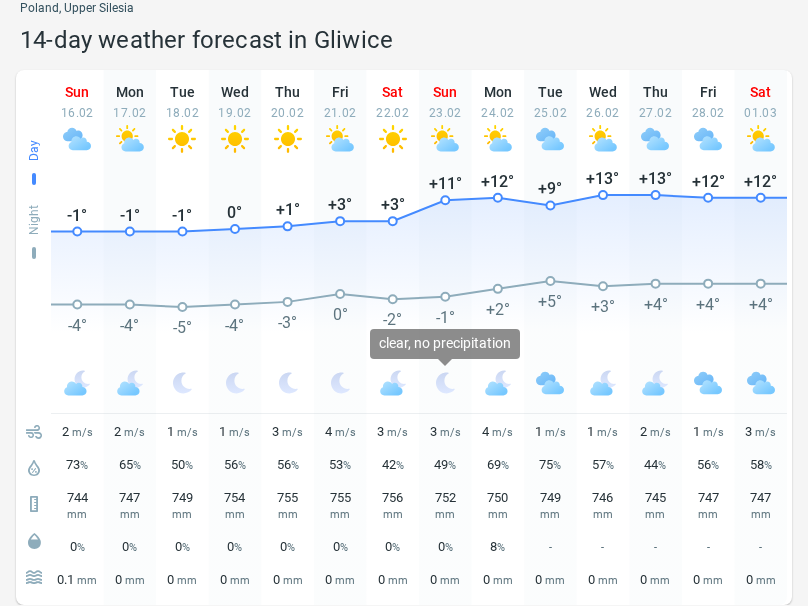 Poland, Upper Silesia
14-day weather forecast in Gliwice
Sun Mon Tue Wed Thu Fri Sat Sun Mon Tue Wed Thu Fri Sat
16.02 17.02 18.02 19.02 20.02 21.02 22.02 23.02 24.02 25.02 26.02 27.02 28.02 01.03
Day
-1° -1° -1° 0° +1° +3° +3° +11° +12° +9° +13° +13° +12° +12°
Night
-4° -4° -5° -4° -3° 0° -2° -1° +2° +5° +3° +4° +4° +4°
clear, no precipitation
2 m/s 2 m/s 1 m/s 1 m/s 3 m/s 4 m/s 3 m/s 3 m/s 4 m/s 1 m/s 1 m/s 2 m/s 1 m/s 3 m/s
73% 65% 50% 56% 56% 53% 42% 49% 69% 75% 57% 44% 56% 58%
744 747 749 754 755 755 756 752 750 749 746 745 747 747
mm mm mm mm mm mm mm mm mm mm mm mm mm mm
0% 0% 0% 0% 0% 0% 0% 0% 8% - - - - -
0.1 mm 0 mm 0 mm 0 mm 0 mm 0 mm 0 mm 0 mm 0 mm 0 mm 0 mm 0 mm 0 mm 0 mm